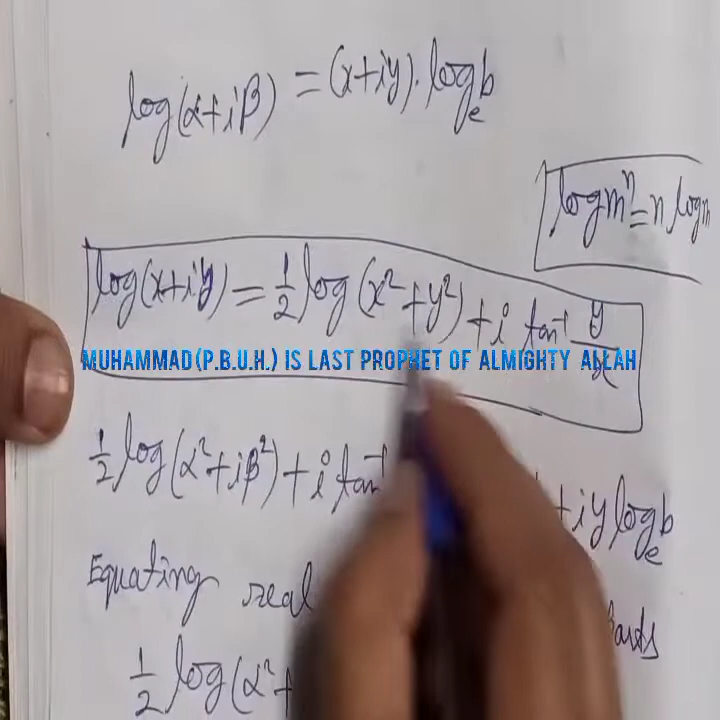 log(α+iβ) = (x+iy).log_e b
log m^n = n log m
log(x+iy) = 1/2 log(x²+y²) + i tan⁻¹ y/x
MUHAMMAD(P.B.U.H.) IS LAST PROPHET OF ALMIGHTY ALLAH
1/2 log(α²+iβ²) + i tan⁻¹ +iy log_e b
Equating real
1/2 log(α²+